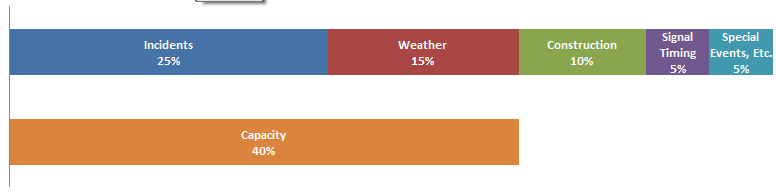 Incidents
25%
Weather
15%
Construction
10%
Signal
Timing
5%
Special
Events, Etc.
5%
Capacity
40%